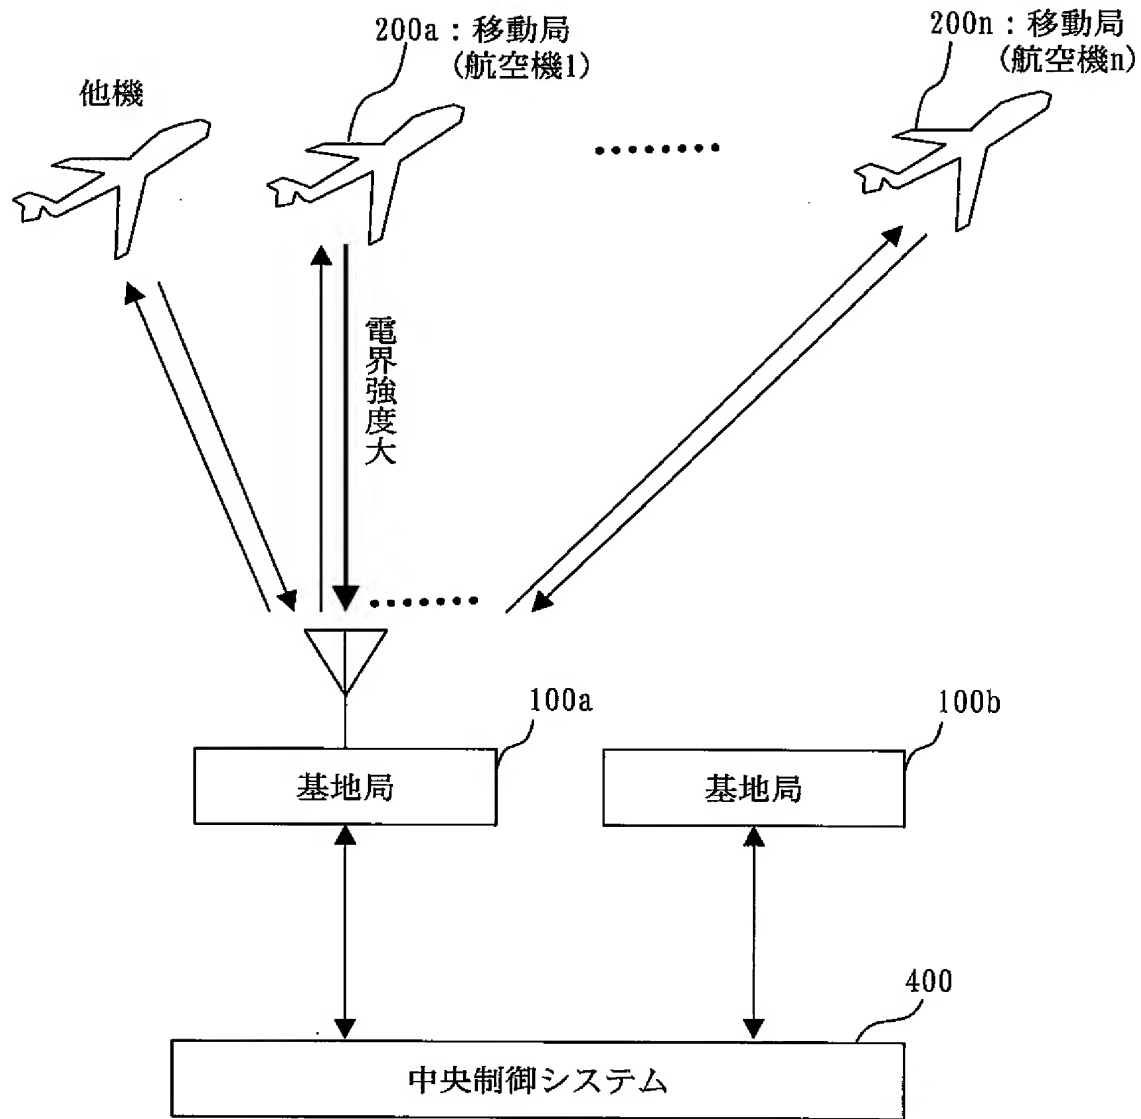 200a：移動局
(航空機1)
200n：移動局
(航空機n)
他機
電界強度大
100a
100b
基地局
基地局
400
中央制御システム